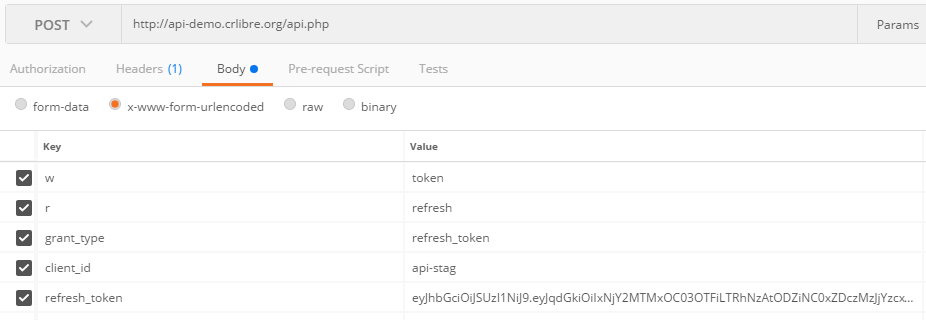 POST http://api-demo.crlibre.org/api.php Params
Authorization Headers (1) Body Pre-request Script Tests
form-data x-www-form-urlencoded raw binary
Key Value
w token
r refresh
grant_type refresh_token
client_id api-stag
refresh_token eyJhbGciOiJSUzI1NiJ9.eyJqdGkiOiIxNjY2MTMxOC03OTFiLTRhNzAtODZiNC0xZDczMzJjYzcx...